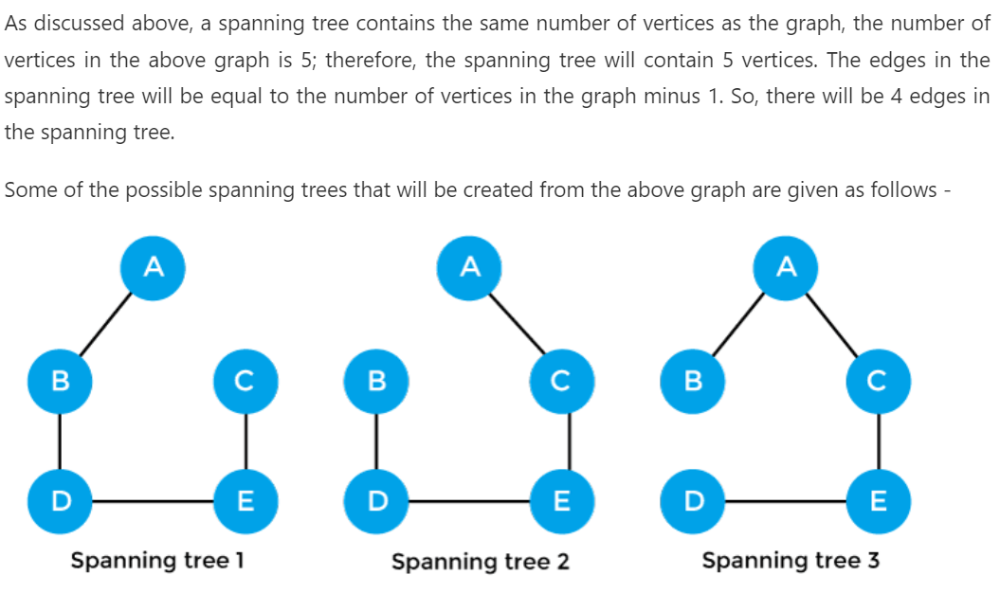 As discussed above, a spanning tree contains the same number of vertices as the graph, the number of
vertices in the above graph is 5; therefore, the spanning tree will contain 5 vertices. The edges in the
spanning tree will be equal to the number of vertices in the graph minus 1. So, there will be 4 edges in
the spanning tree.
Some of the possible spanning trees that will be created from the above graph are given as follows -
A
B
C
D
E
Spanning tree 1
A
B
C
D
E
Spanning tree 2
A
B
C
D
E
Spanning tree 3